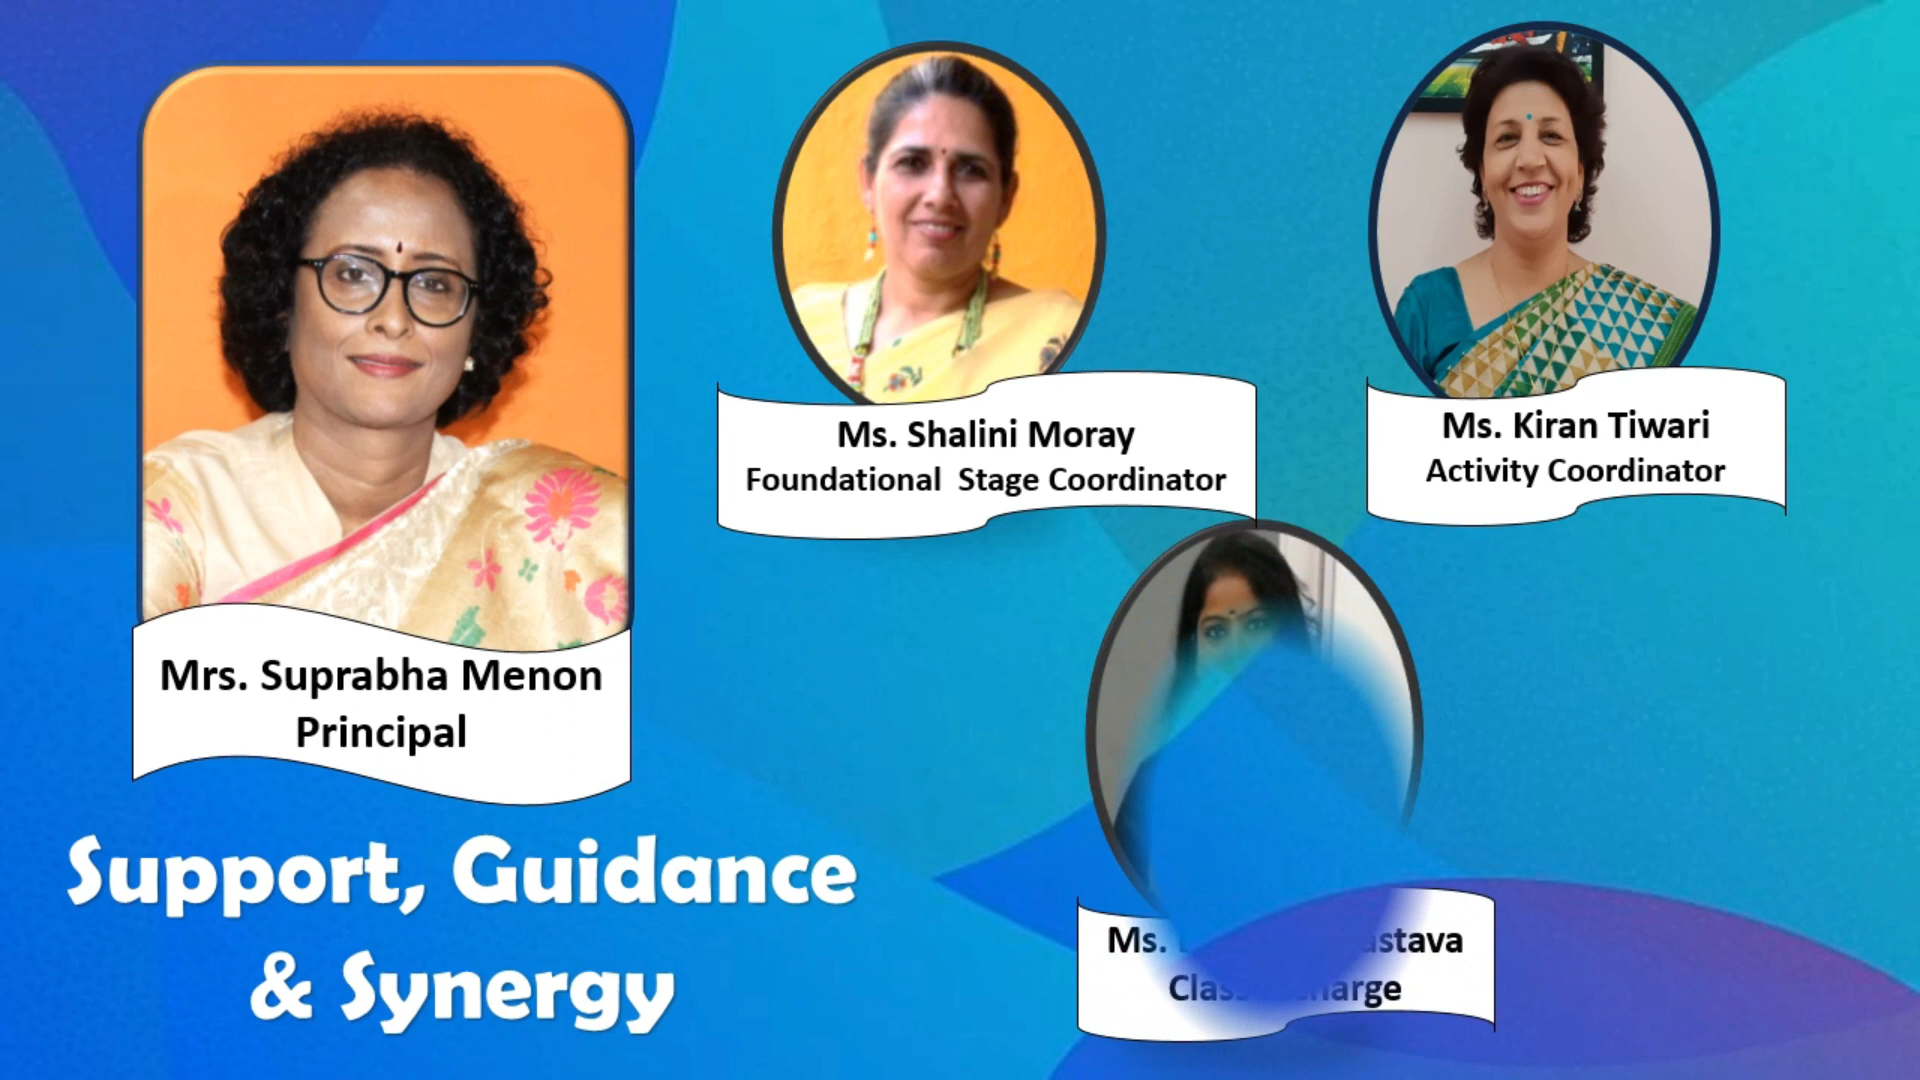 Mrs. Suprabha Menon
Principal
Ms. Shalini Moray
Foundational Stage Coordinator
Ms. Kiran Tiwari
Activity Coordinator
Ms.
Support, Guidance
& Synergy